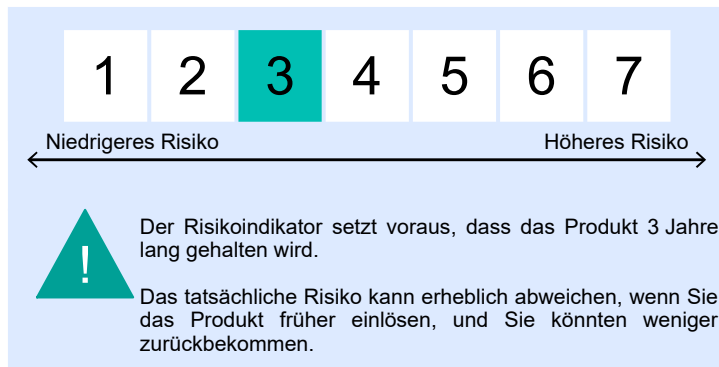 1 2 3 4 5 6 7
Niedrigeres Risiko Höheres Risiko
!
Der Risikoindikator setzt voraus, dass das Produkt 3 Jahre
lang gehalten wird.
Das tatsächliche Risiko kann erheblich abweichen, wenn Sie
das Produkt früher einlösen, und Sie könnten weniger
zurückbekommen.